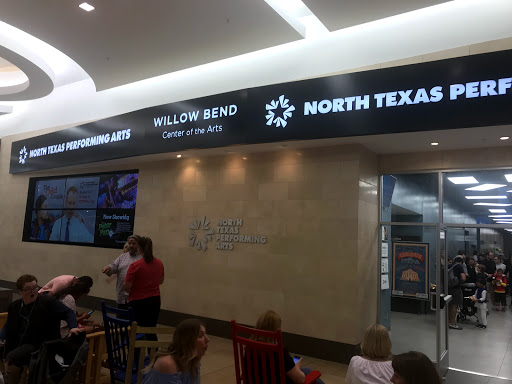 NORTH TEXAS PERFORMING ARTS
WILLOW BEND
Center of the Arts
NORTH TEXAS PERF
NORTH
TEXAS
PERFORMING
ARTS